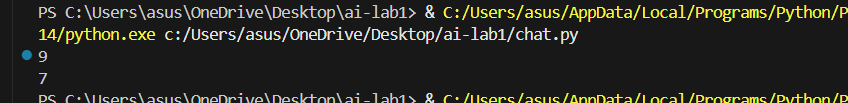 PS C:\Users\asus\OneDrive\Desktop\ai-lab1> & C:/Users/asus/AppData/Local/Programs/Python/P
14/python.exe c:/Users/asus/OneDrive/Desktop/ai-lab1/chat.py
9
7
PS C:\Users\asus\OneDrive\Desktop\ai-lab1> & C:/Users/asus/AppData/Local/Programs/Python/P